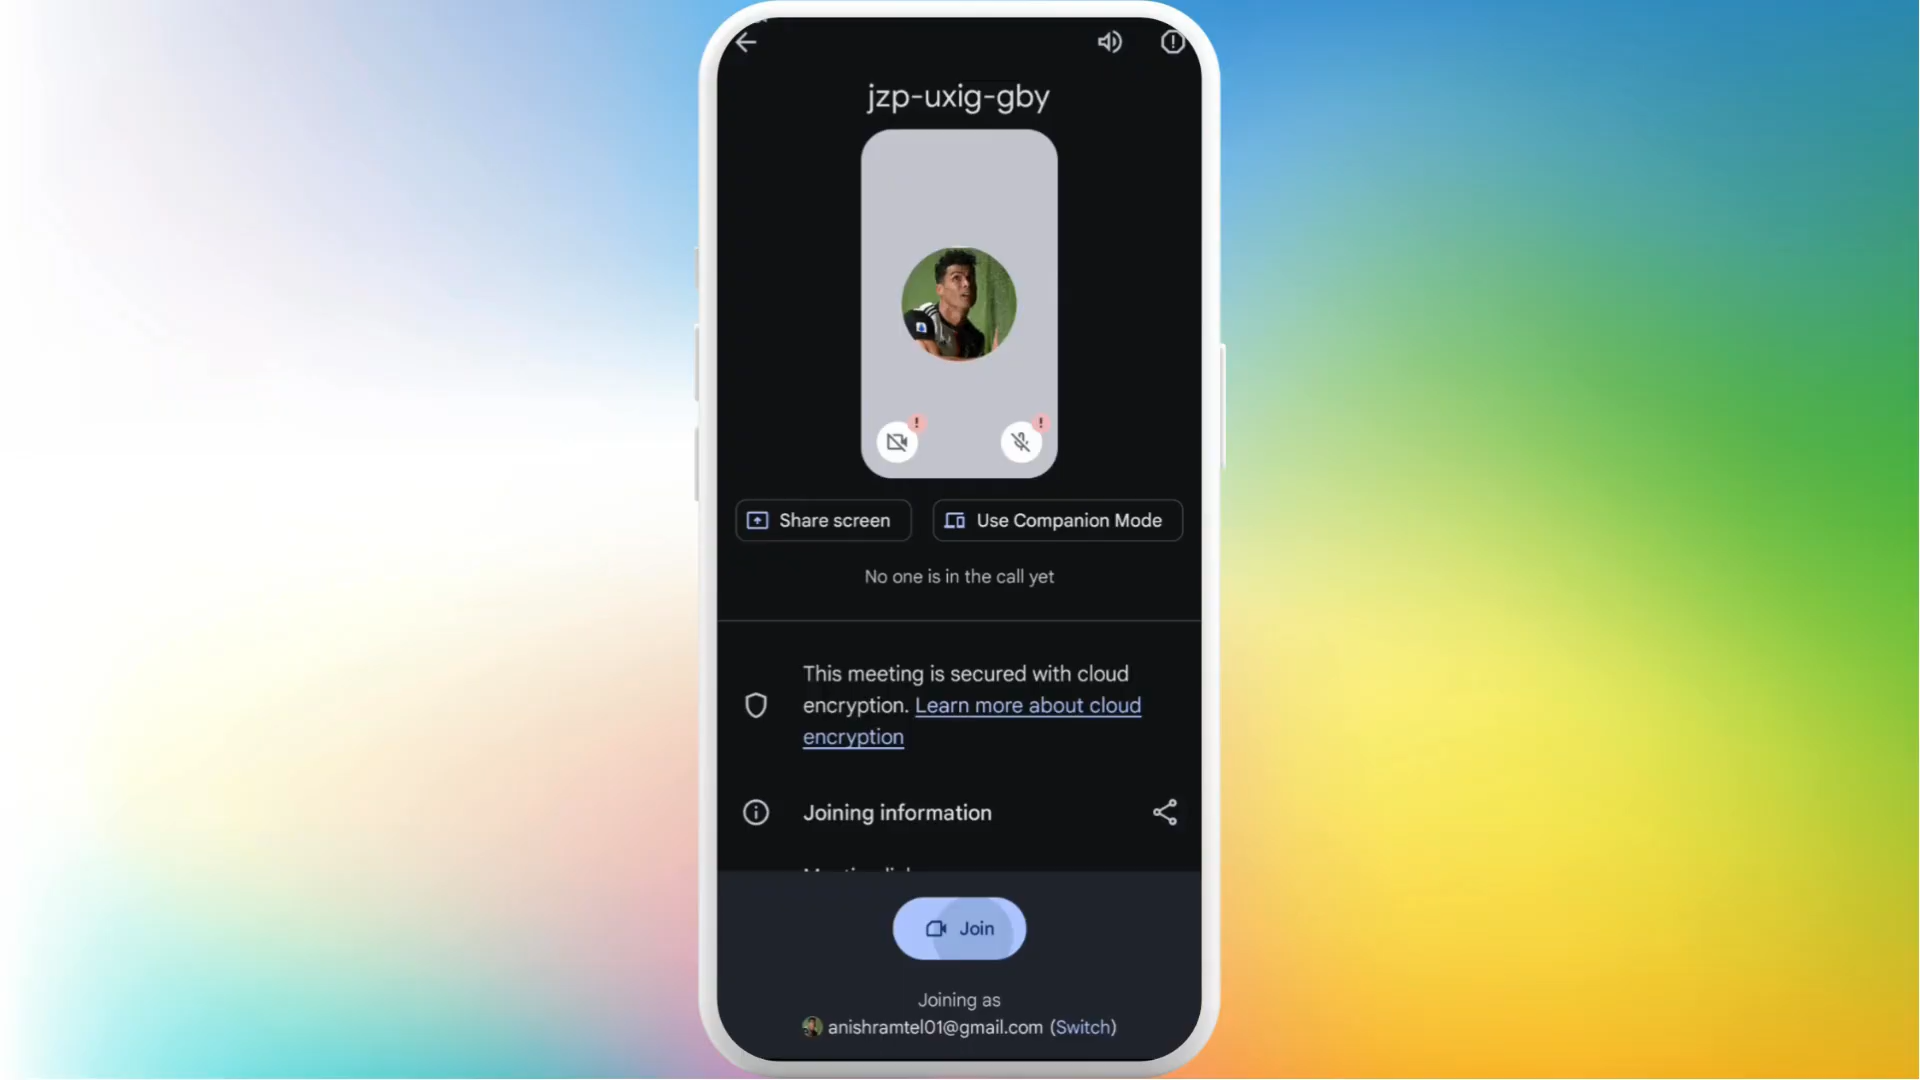 jzp-uxig-gby
! !
Share screen
Use Companion Mode
No one is in the call yet
This meeting is secured with cloud
encryption. Learn more about cloud
encryption
Joining information
Join
Joining as
anishramtel01@gmail.com (Switch)